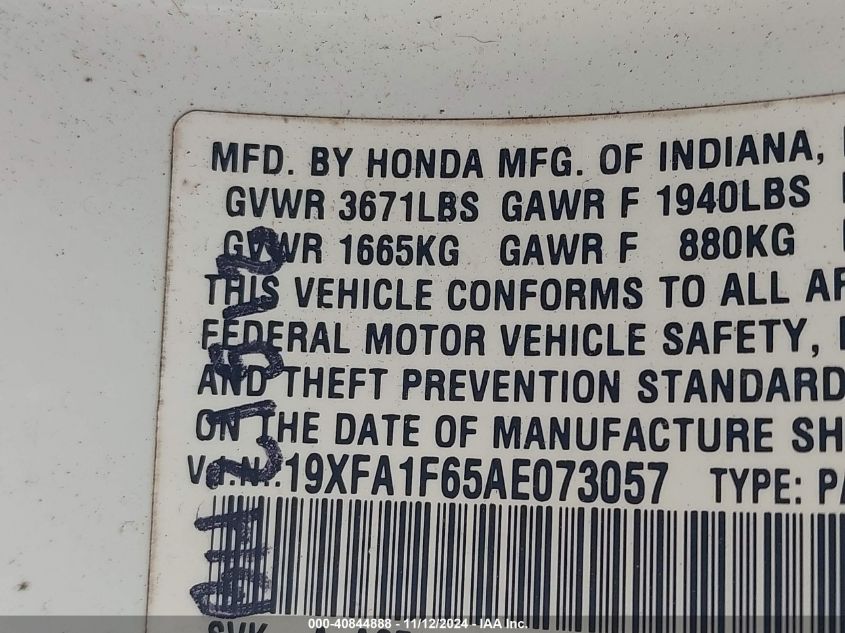 MFD. BY HONDA MFG. OF INDIANA,
GVWR 3671LBS GAWR F 1940LBS
GVWR 1665KG GAWR F 880KG
THIS VEHICLE CONFORMS TO ALL AP
FEDERAL MOTOR VEHICLE SAFETY,
AND THEFT PREVENTION STANDARD
ON THE DATE OF MANUFACTURE SH
V.I.N.:19XFA1F65AE073057 TYPE: PA
000-40844888 - 11/12/2024 - IAA Inc.